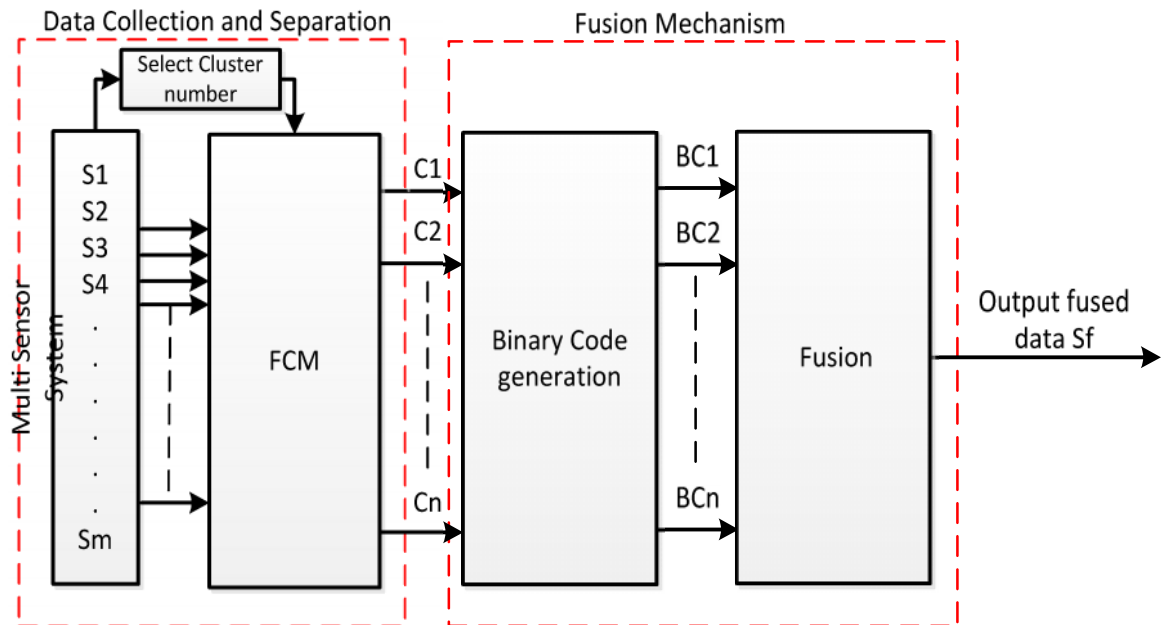 Data Collection and Separation
Fusion Mechanism
Select Cluster
number
Multi Sensor
System
S1
S2
S3
S4
.
.
.
.
.
.
Sm
FCM
C1
C2
Cn
Binary Code
generation
BC1
BC2
BCn
Fusion
Output fused
data Sf